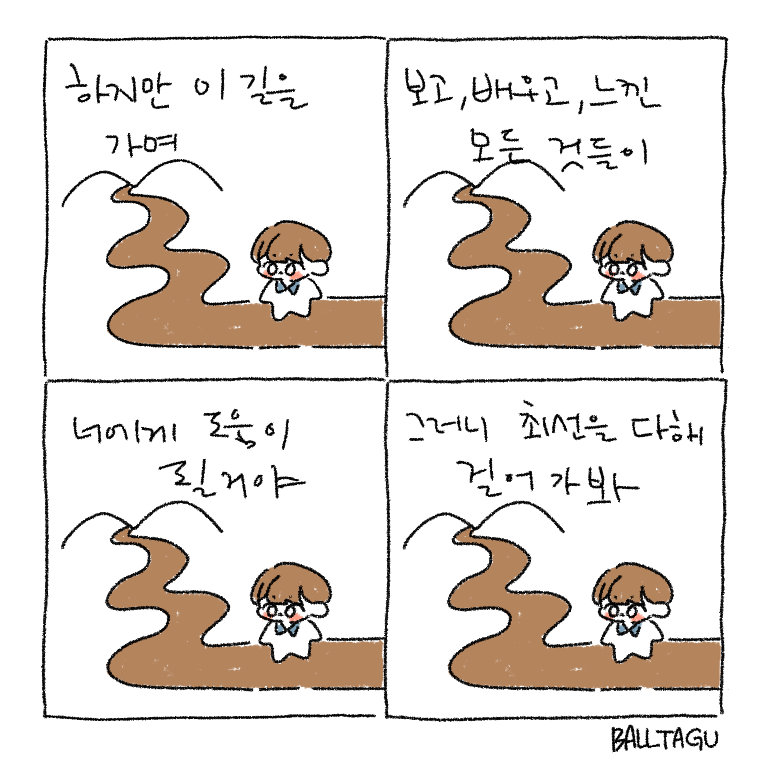 하지만 이 길을
가며
보고, 배우고, 느낀
모든 것들이
너에게 도움이
될거야
그러니 최선을 다해
걸어 가봐
BALLTAGU